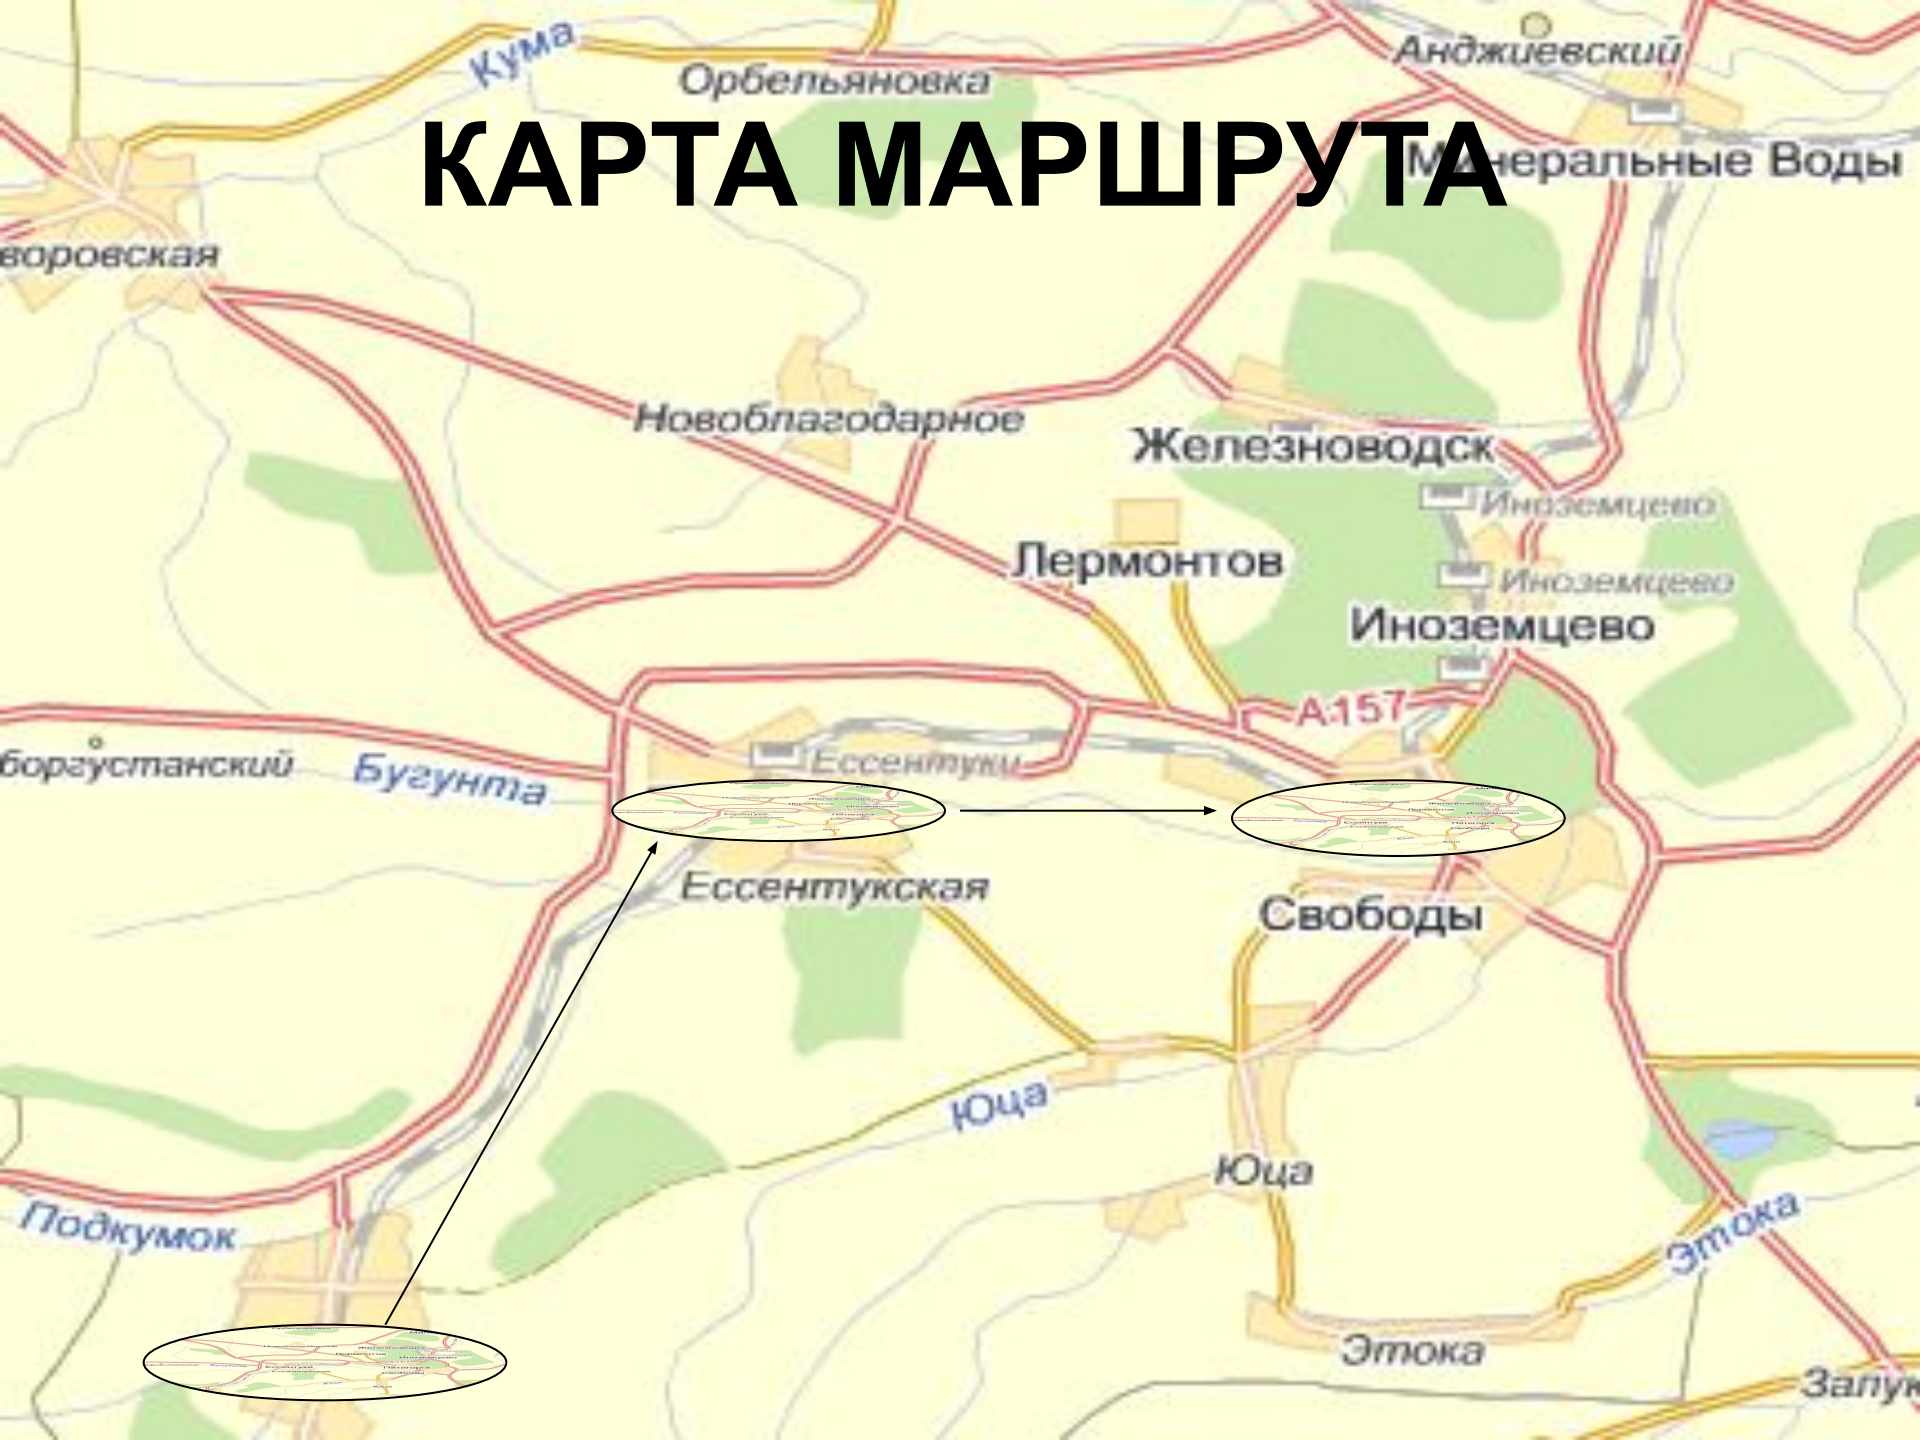 Кума
Анджиевский
Орбельяновка
КАРТА МАРШРУТА
Минеральные Воды
воровская
Новоблагодарное
Железноводск
Иноземцево
Лермонтов
Иноземцево
Иноземцево
А157
боргустанский
Бугунта
Ессентуки
Ессентукская
Свободы
Юца
Юца
Подкумок
Этока
Этока
Залук